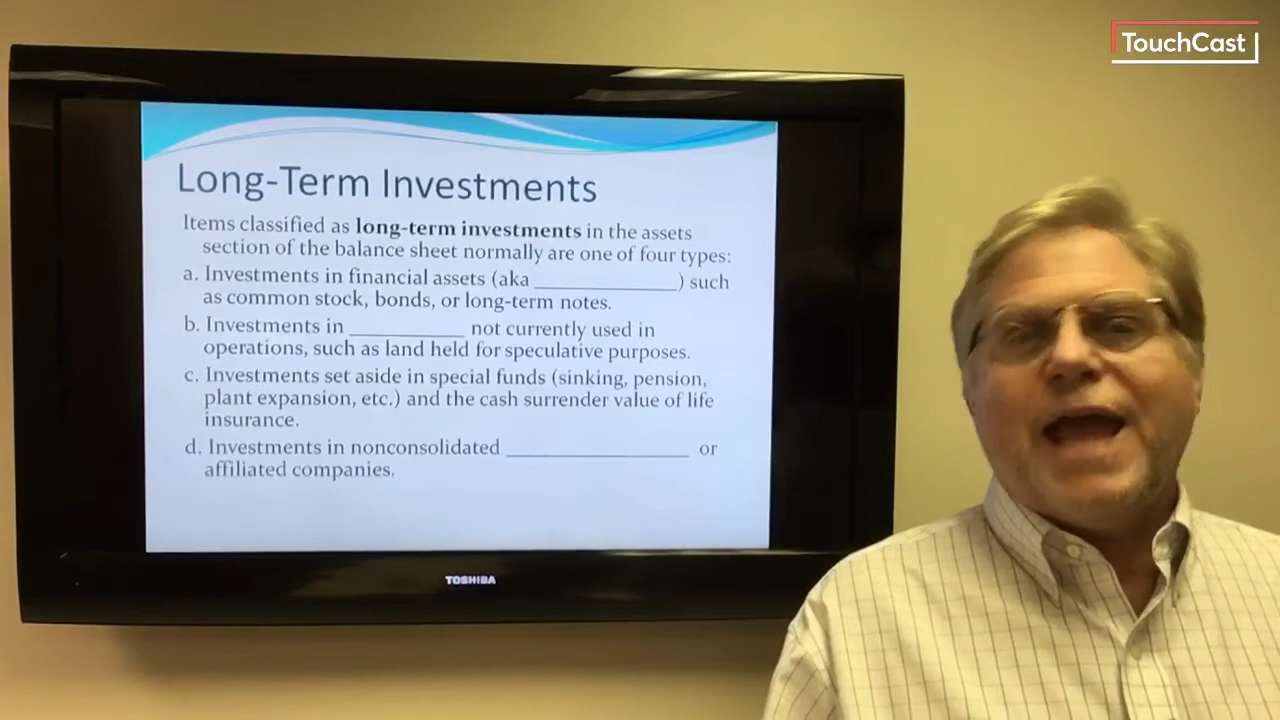 TouchCast
Long-Term Investments
Items classified as long-term investments in the assets
section of the balance sheet normally are one of four types:
a. Investments in financial assets (aka _____________) such
as common stock, bonds, or long-term notes.
b. Investments in ___________ not currently used in
operations, such as land held for speculative purposes.
c. Investments set aside in special funds (sinking, pension,
plant expansion, etc.) and the cash surrender value of life
insurance.
d. Investments in nonconsolidated _________________ or
affiliated companies.
TOSHIBA